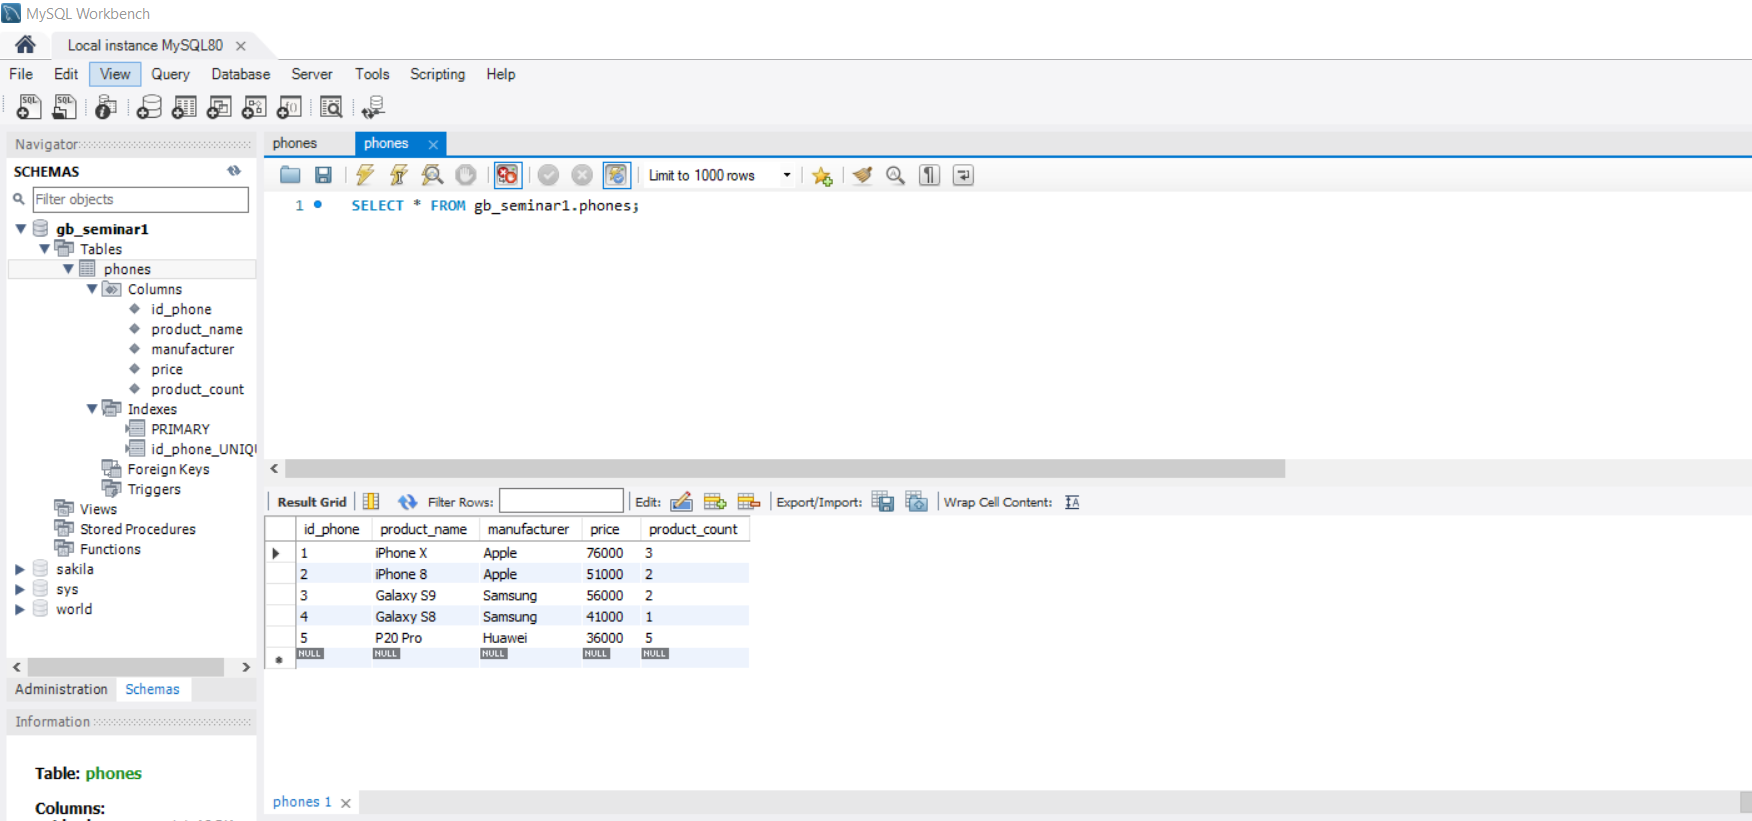 MySQL Workbench
Local instance MySQL80
File Edit View Query Database Server Tools Scripting Help
Navigator
SCHEMAS
Filter objects
gb_seminar1
Tables
phones
Columns
id_phone
product_name
manufacturer
price
product_count
Indexes
PRIMARY
id_phone_UNIQU
Foreign Keys
Triggers
Views
Stored Procedures
Functions
sakila
sys
world
Administration Schemas
Information
Table: phones
Columns:
phones phones
Limit to 1000 rows
1 SELECT * FROM gb_seminar1.phones;
Result Grid Filter Rows: Edit: Export/Import: Wrap Cell Content:
id_phone product_name manufacturer price product_count
1 iPhone X Apple 76000 3
2 iPhone 8 Apple 51000 2
3 Galaxy S9 Samsung 56000 2
4 Galaxy S8 Samsung 41000 1
5 P20 Pro Huawei 36000 5
NULL NULL NULL NULL NULL
phones 1